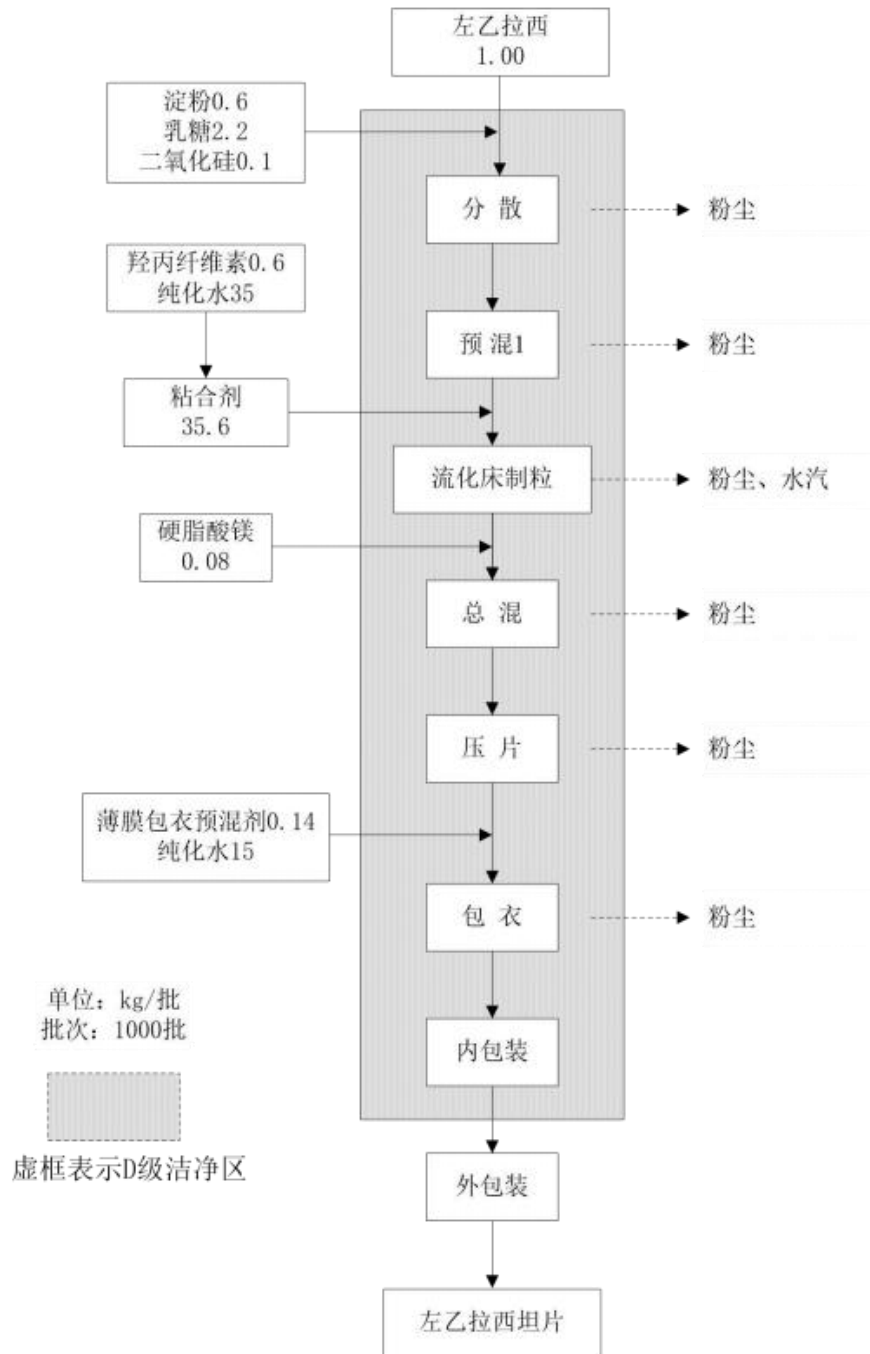 左乙拉西
1.00
淀粉0.6
乳糖2.2
二氧化硅0.1
分 散
粉尘
羟丙纤维素0.6
纯化水35
预 混1
粉尘
粘合剂
35.6
流化床制粒
粉尘、水汽
硬脂酸镁
0.08
总 混
粉尘
压 片
粉尘
薄膜包衣预混剂0.14
纯化水15
包 衣
粉尘
单位：kg/批
批次：1000批
内包装
虚框表示D级洁净区
外包装
左乙拉西坦片